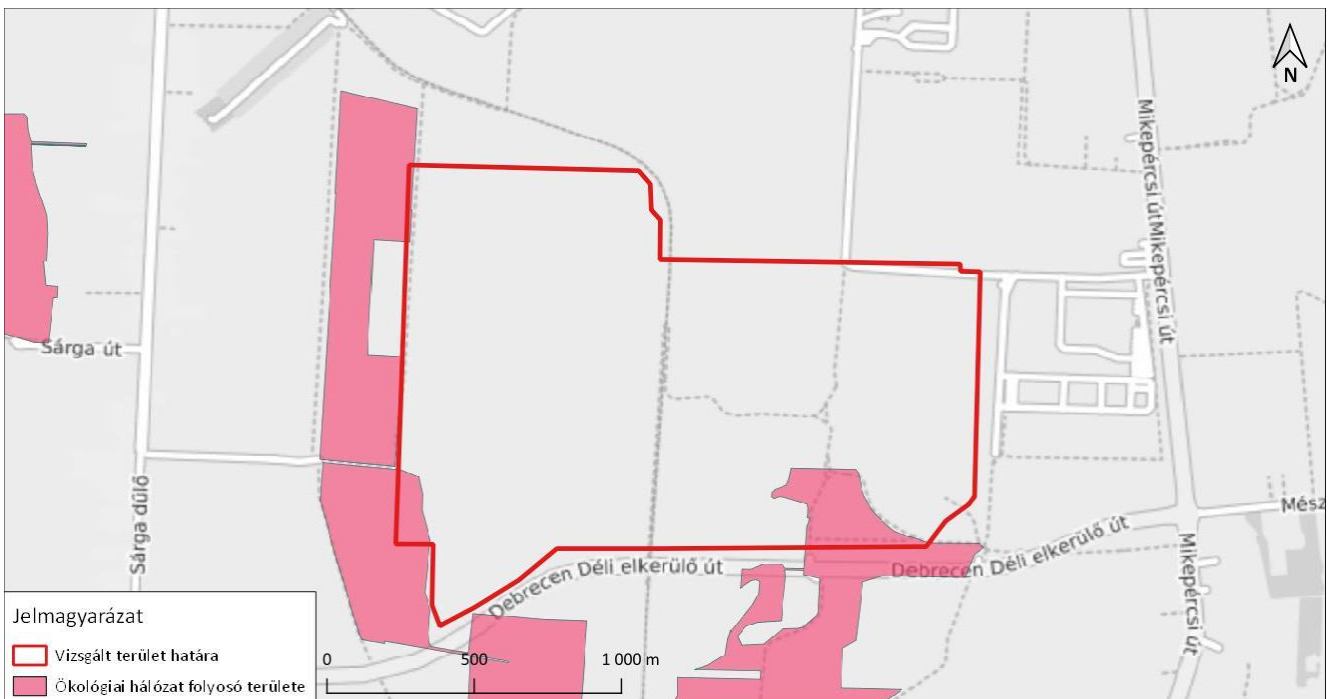 N
Mikepércsi út
Mikepércsi út
Sárga út
Sárga dűlő
Debrecen Déli elkerülő út
Debrecen Déli elkerülő út
Mész
Mikepércsi út
Jelmagyarázat
Vizsgált terület határa
Ökológiai hálózat folyosó területe
0 500 1 000 m